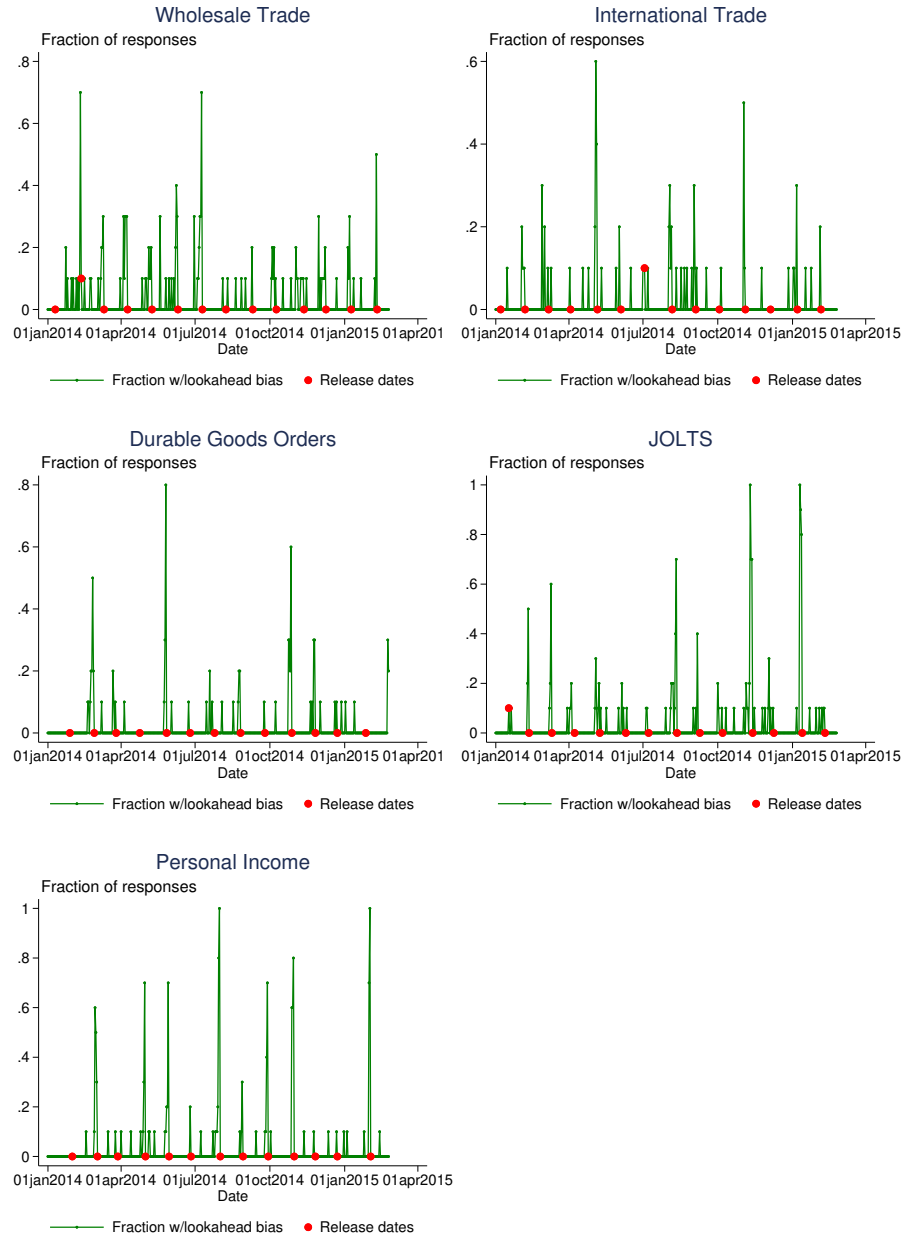 Wholesale Trade
Fraction of responses
.8
.6
.4
.2
0
01jan2014 01apr2014 01jul2014 01oct2014 01jan2015 01apr201
Date
Fraction w/lookahead bias Release dates
International Trade
Fraction of responses
.6
.4
.2
0
01jan2014 01apr2014 01jul2014 01oct2014 01jan2015 01apr2015
Date
Fraction w/lookahead bias Release dates
Durable Goods Orders
Fraction of responses
.8
.6
.4
.2
0
01jan2014 01apr2014 01jul2014 01oct2014 01jan2015 01apr201
Date
Fraction w/lookahead bias Release dates
JOLTS
Fraction of responses
1
.8
.6
.4
.2
0
01jan2014 01apr2014 01jul2014 01oct2014 01jan2015 01apr2015
Date
Fraction w/lookahead bias Release dates
Personal Income
Fraction of responses
1
.8
.6
.4
.2
0
01jan2014 01apr2014 01jul2014 01oct2014 01jan2015 01apr2015
Date
Fraction w/lookahead bias Release dates